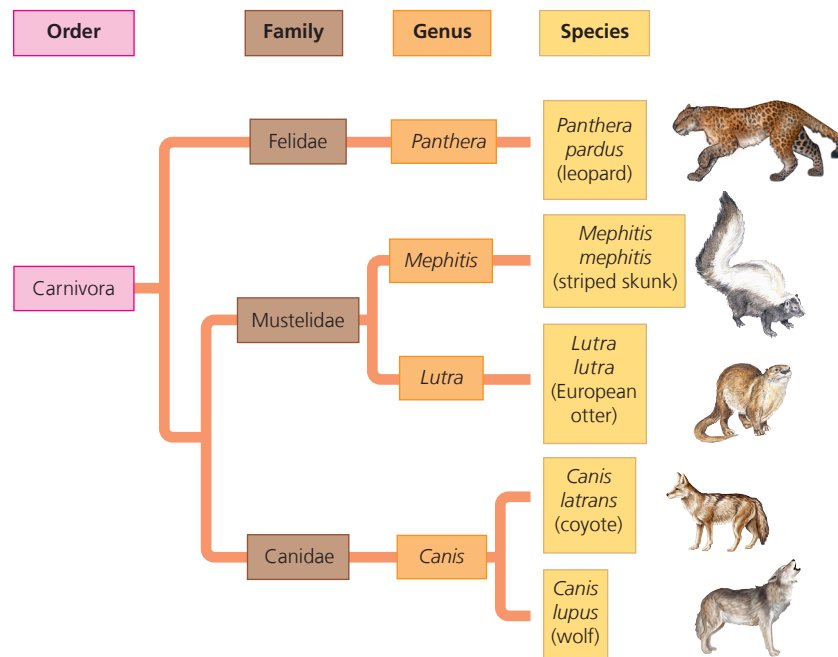 Order
Family
Genus
Species
Felidae
Panthera
Panthera
pardus
(leopard)
Carnivora
Mustelidae
Mephitis
Mephitis
mephitis
(striped skunk)
Lutra
Lutra
lutra
(European
otter)
Canidae
Canis
Canis
latrans
(coyote)
Canis
lupus
(wolf)